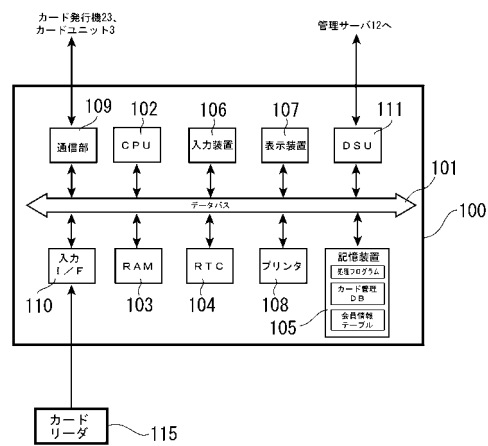 カード発行機23、
カードユニット3
管理サーバ12へ
109
102
106
107
111
通信部
CPU
入力装置
表示装置
DSU
101
データバス
100
入力
I/F
RAM
RTC
プリンタ
記憶装置
処理プログラム
カード管理
DB
会員情報
テーブル
110
103
104
108
105
カード
リーダ
115